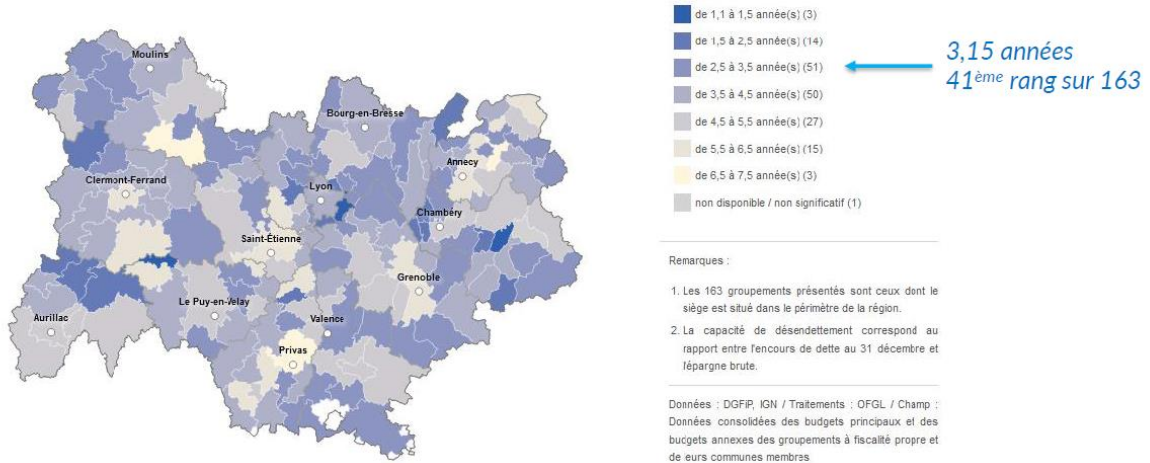 Moulins
Bourg-en-Bresse
Annecy
Clermont-Ferrand
Lyon
Chambéry
Saint-Étienne
Grenoble
Le Puy-en-Velay
Aurillac
Valence
Privas
de 1,1 à 1,5 année(s) (3)
de 1,5 à 2,5 année(s) (14)
de 2,5 à 3,5 année(s) (51)
de 3,5 à 4,5 année(s) (50)
de 4,5 à 5,5 année(s) (27)
de 5,5 à 6,5 année(s) (15)
de 6,5 à 7,5 année(s) (3)
non disponible / non significatif (1)
3,15 années
41ème rang sur 163
Remarques :
1. Les 163 groupements présentés sont ceux dont le
siège est situé dans le périmètre de la région.
2. La capacité de désendettement correspond au
rapport entre l'encours de dette au 31 décembre et
l'épargne brute.
Données : DGFiP, IGN / Traitements : OFGL / Champ :
Données consolidées des budgets principaux et des
budgets annexes des groupements à fiscalité propre et
de leurs communes membres